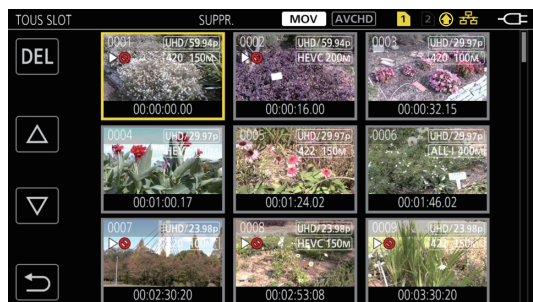 TOUS SLOT SUPPR. MOV AVCHD 1 2
DEL
0001 UHD/59.94p
420 150M
00:00:00.00
0002 UHD/59.94p
HEVC 200M
00:00:16.00
0003 UHD/29.97p
420 100M
00:00:32.15
0004 UHD/29.97p
HEVC
00:01:00.17
0005 UHD/29.97p
422 150M
00:01:24.02
0006 UHD/29.97p
ALL-I 400M
00:01:46.02
0007 UHD/23.98p
420 100M
00:02:30:20
0008 UHD/23.98p
HEVC 150M
00:02:53:08
0009 UHD/23.98p
420 150M
00:03:30:20